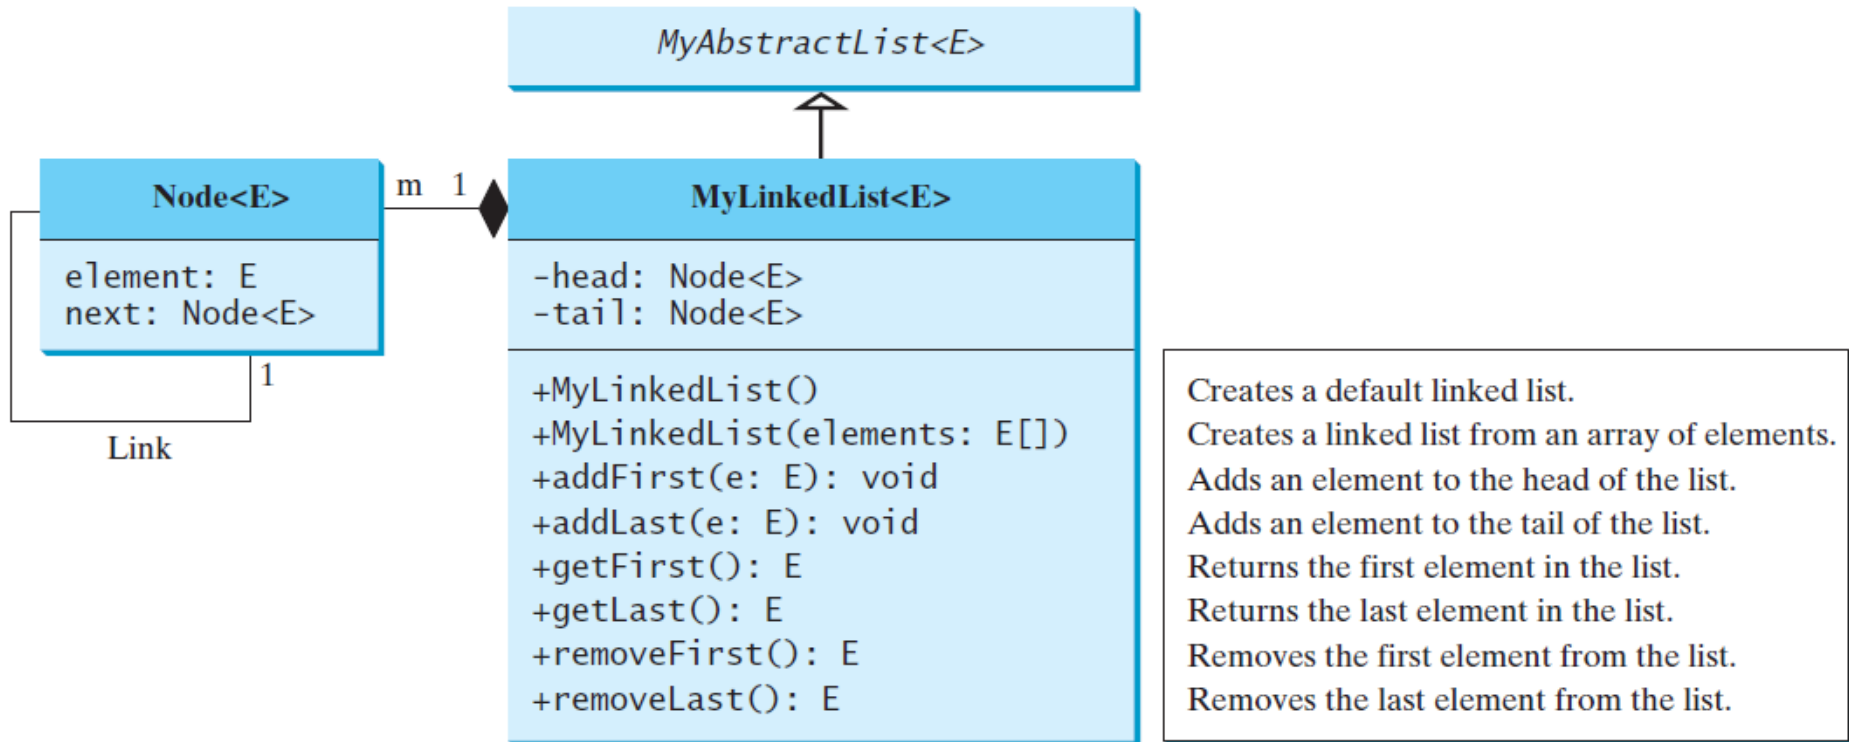 MyAbstractList<E>
Node<E>
m 1
MyLinkedList<E>
element: E
next: Node<E>
1
Link
-head: Node<E>
-tail: Node<E>
+MyLinkedList()
+MyLinkedList(elements: E[])
+addFirst(e: E): void
+addLast(e: E): void
+getFirst(): E
+getLast(): E
+removeFirst(): E
+removeLast(): E
Creates a default linked list.
Creates a linked list from an array of elements.
Adds an element to the head of the list.
Adds an element to the tail of the list.
Returns the first element in the list.
Returns the last element in the list.
Removes the first element from the list.
Removes the last element from the list.